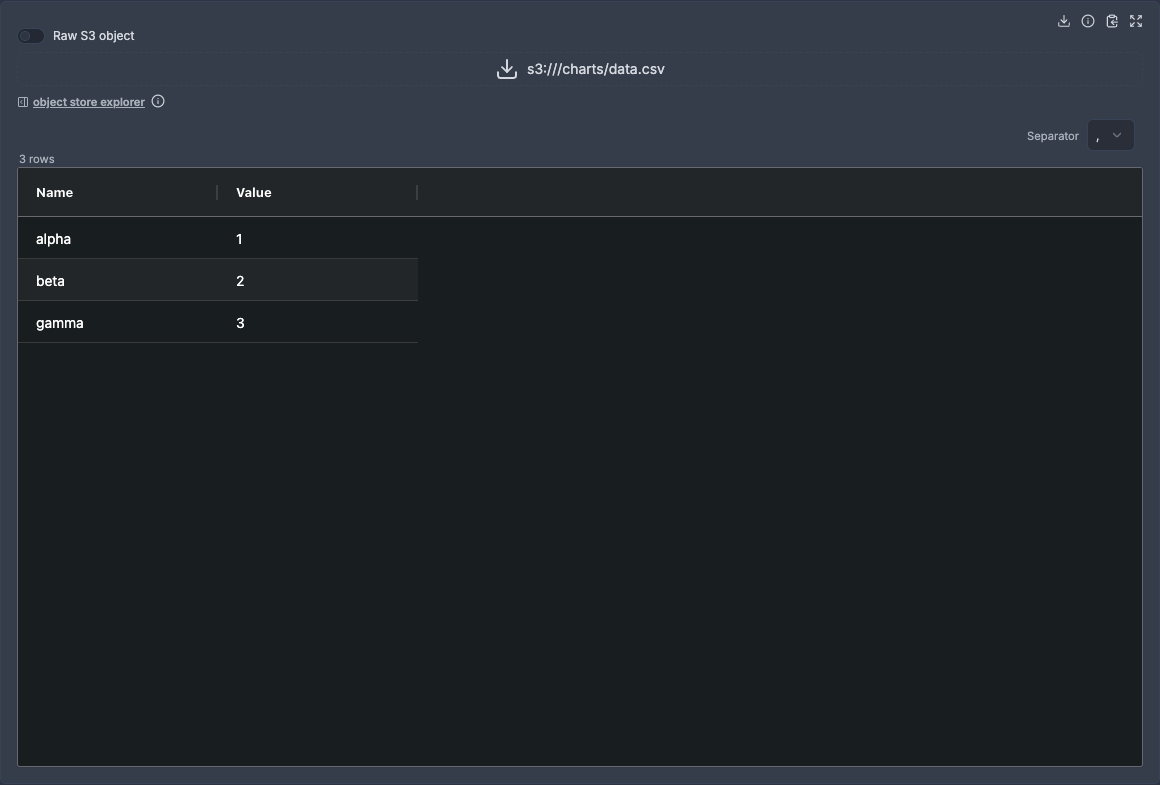 Raw S3 object
s3:///charts/data.csv
object store explorer
Separator ,
3 rows
Name Value
alpha 1
beta 2
gamma 3